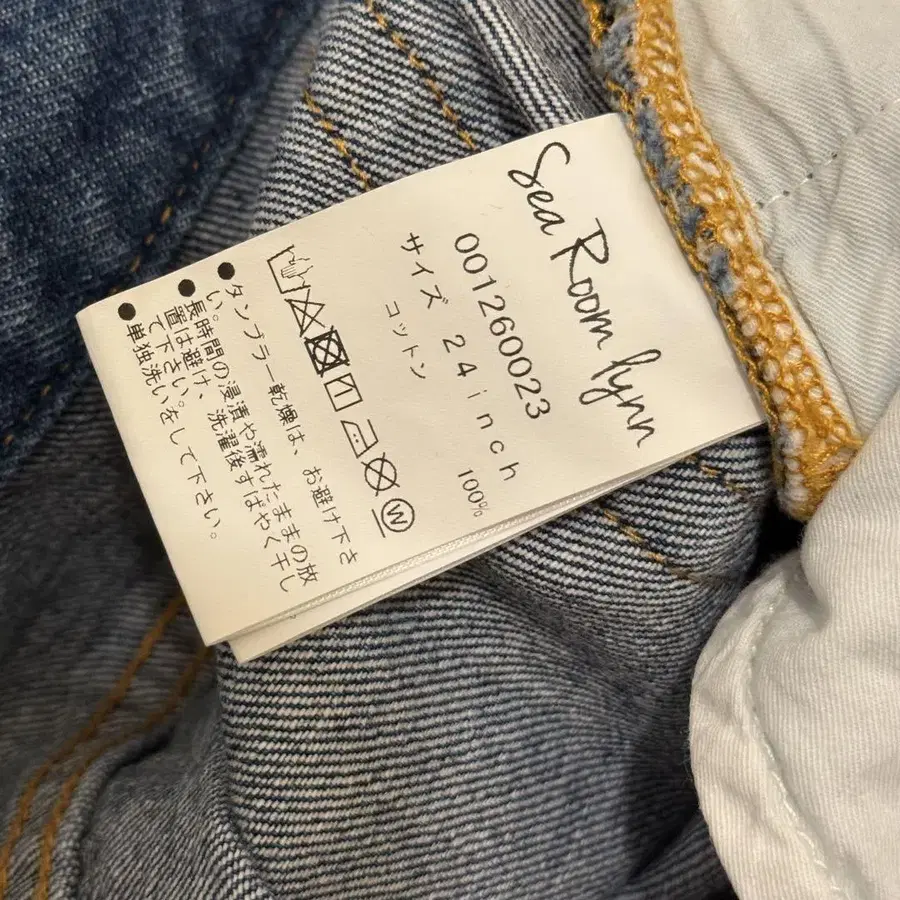 Sea Room lynn
001260023
サイズ 24inch
コットン 100%
W
●タンブラー乾燥は、お避け下さ
い。
●長時間の浸漬や濡れたままの放
置は避け、洗濯後すばやく干し
て下さい。
●単独洗いをして下さい。